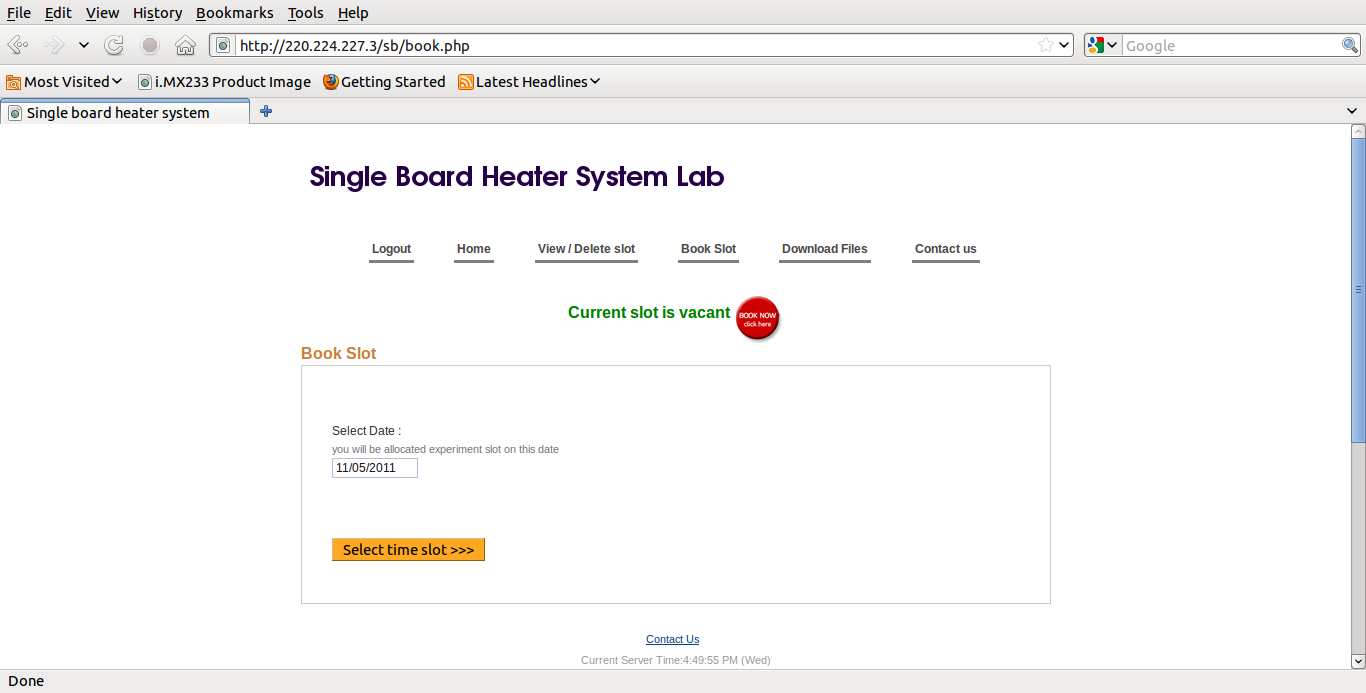 File Edit View History Bookmarks Tools Help
http://220.224.227.3/sb/book.php
Google
Most Visited i.MX233 Product Image Getting Started Latest Headlines
Single board heater system
Single Board Heater System Lab
Logout Home View / Delete slot Book Slot Download Files Contact us
Current slot is vacant
BOOK NOW
click here
Book Slot
Select Date :
you will be allocated experiment slot on this date
11/05/2011
Select time slot >>>
Contact Us
Current Server Time:4:49:55 PM (Wed)
Done